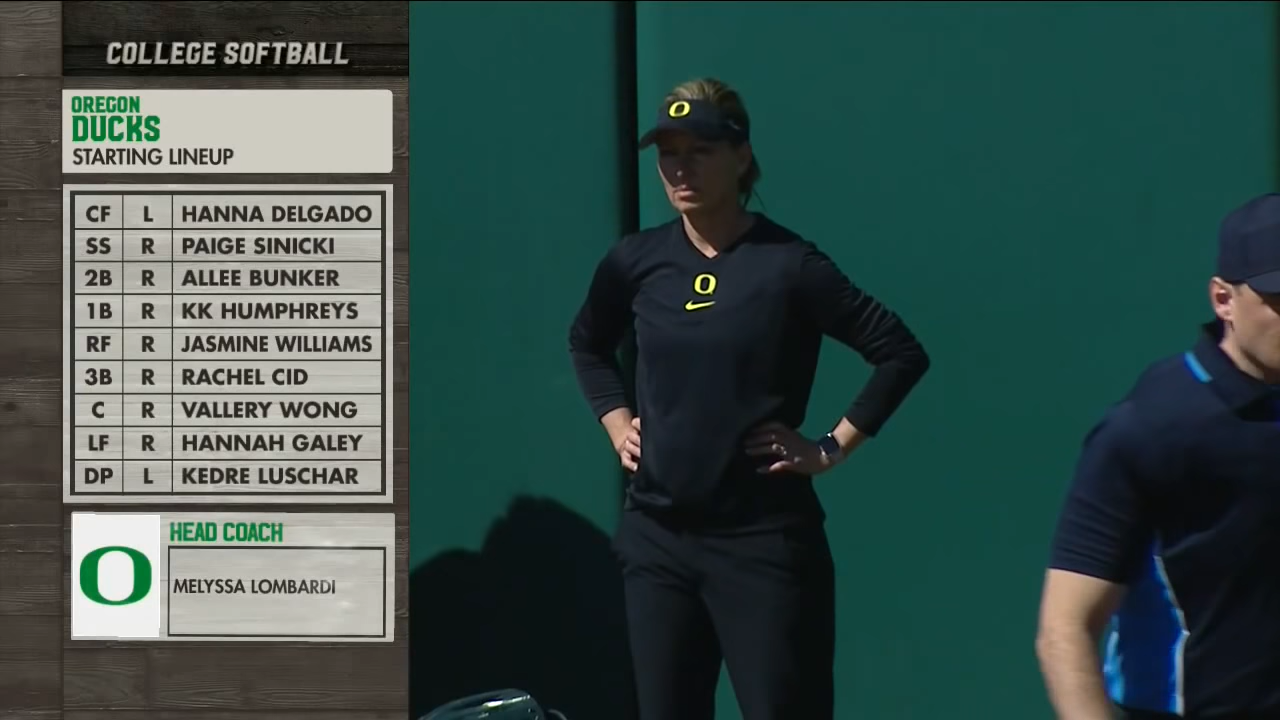 COLLEGE SOFTBALL
OREGON
DUCKS
STARTING LINEUP
CF L HANNA DELGADO
SS R PAIGE SINICKI
2B R ALLEE BUNKER
1B R KK HUMPHREYS
RF R JASMINE WILLIAMS
3B R RACHEL CID
C R VALLERY WONG
LF R HANNAH GALEY
DP L KEDRE LUSCHAR
HEAD COACH
O
MELYSSA LOMBARDI
O
O